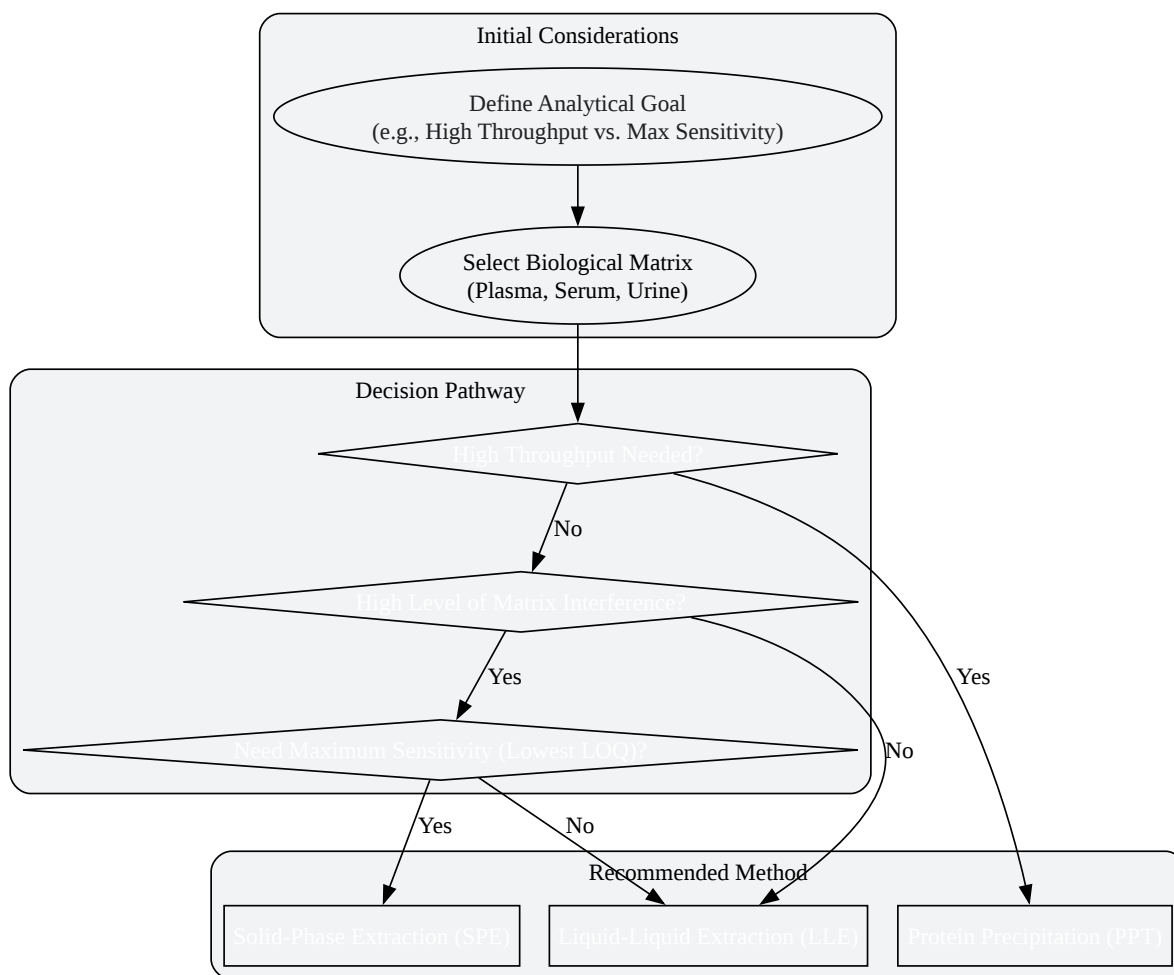 Initial Considerations
Define Analytical Goal
(e.g., High Throughput vs. Max Sensitivity)
Select Biological Matrix
(Plasma, Serum, Urine)
Decision Pathway
High Throughput Needed?
No
High Level of Matrix Interference?
Yes
Yes
Need Maximum Sensitivity (Lowest LOQ)?
No
Yes
No
Recommended Method
Solid-Phase Extraction (SPE)
Liquid-Liquid Extraction (LLE)
Protein Precipitation (PPT)